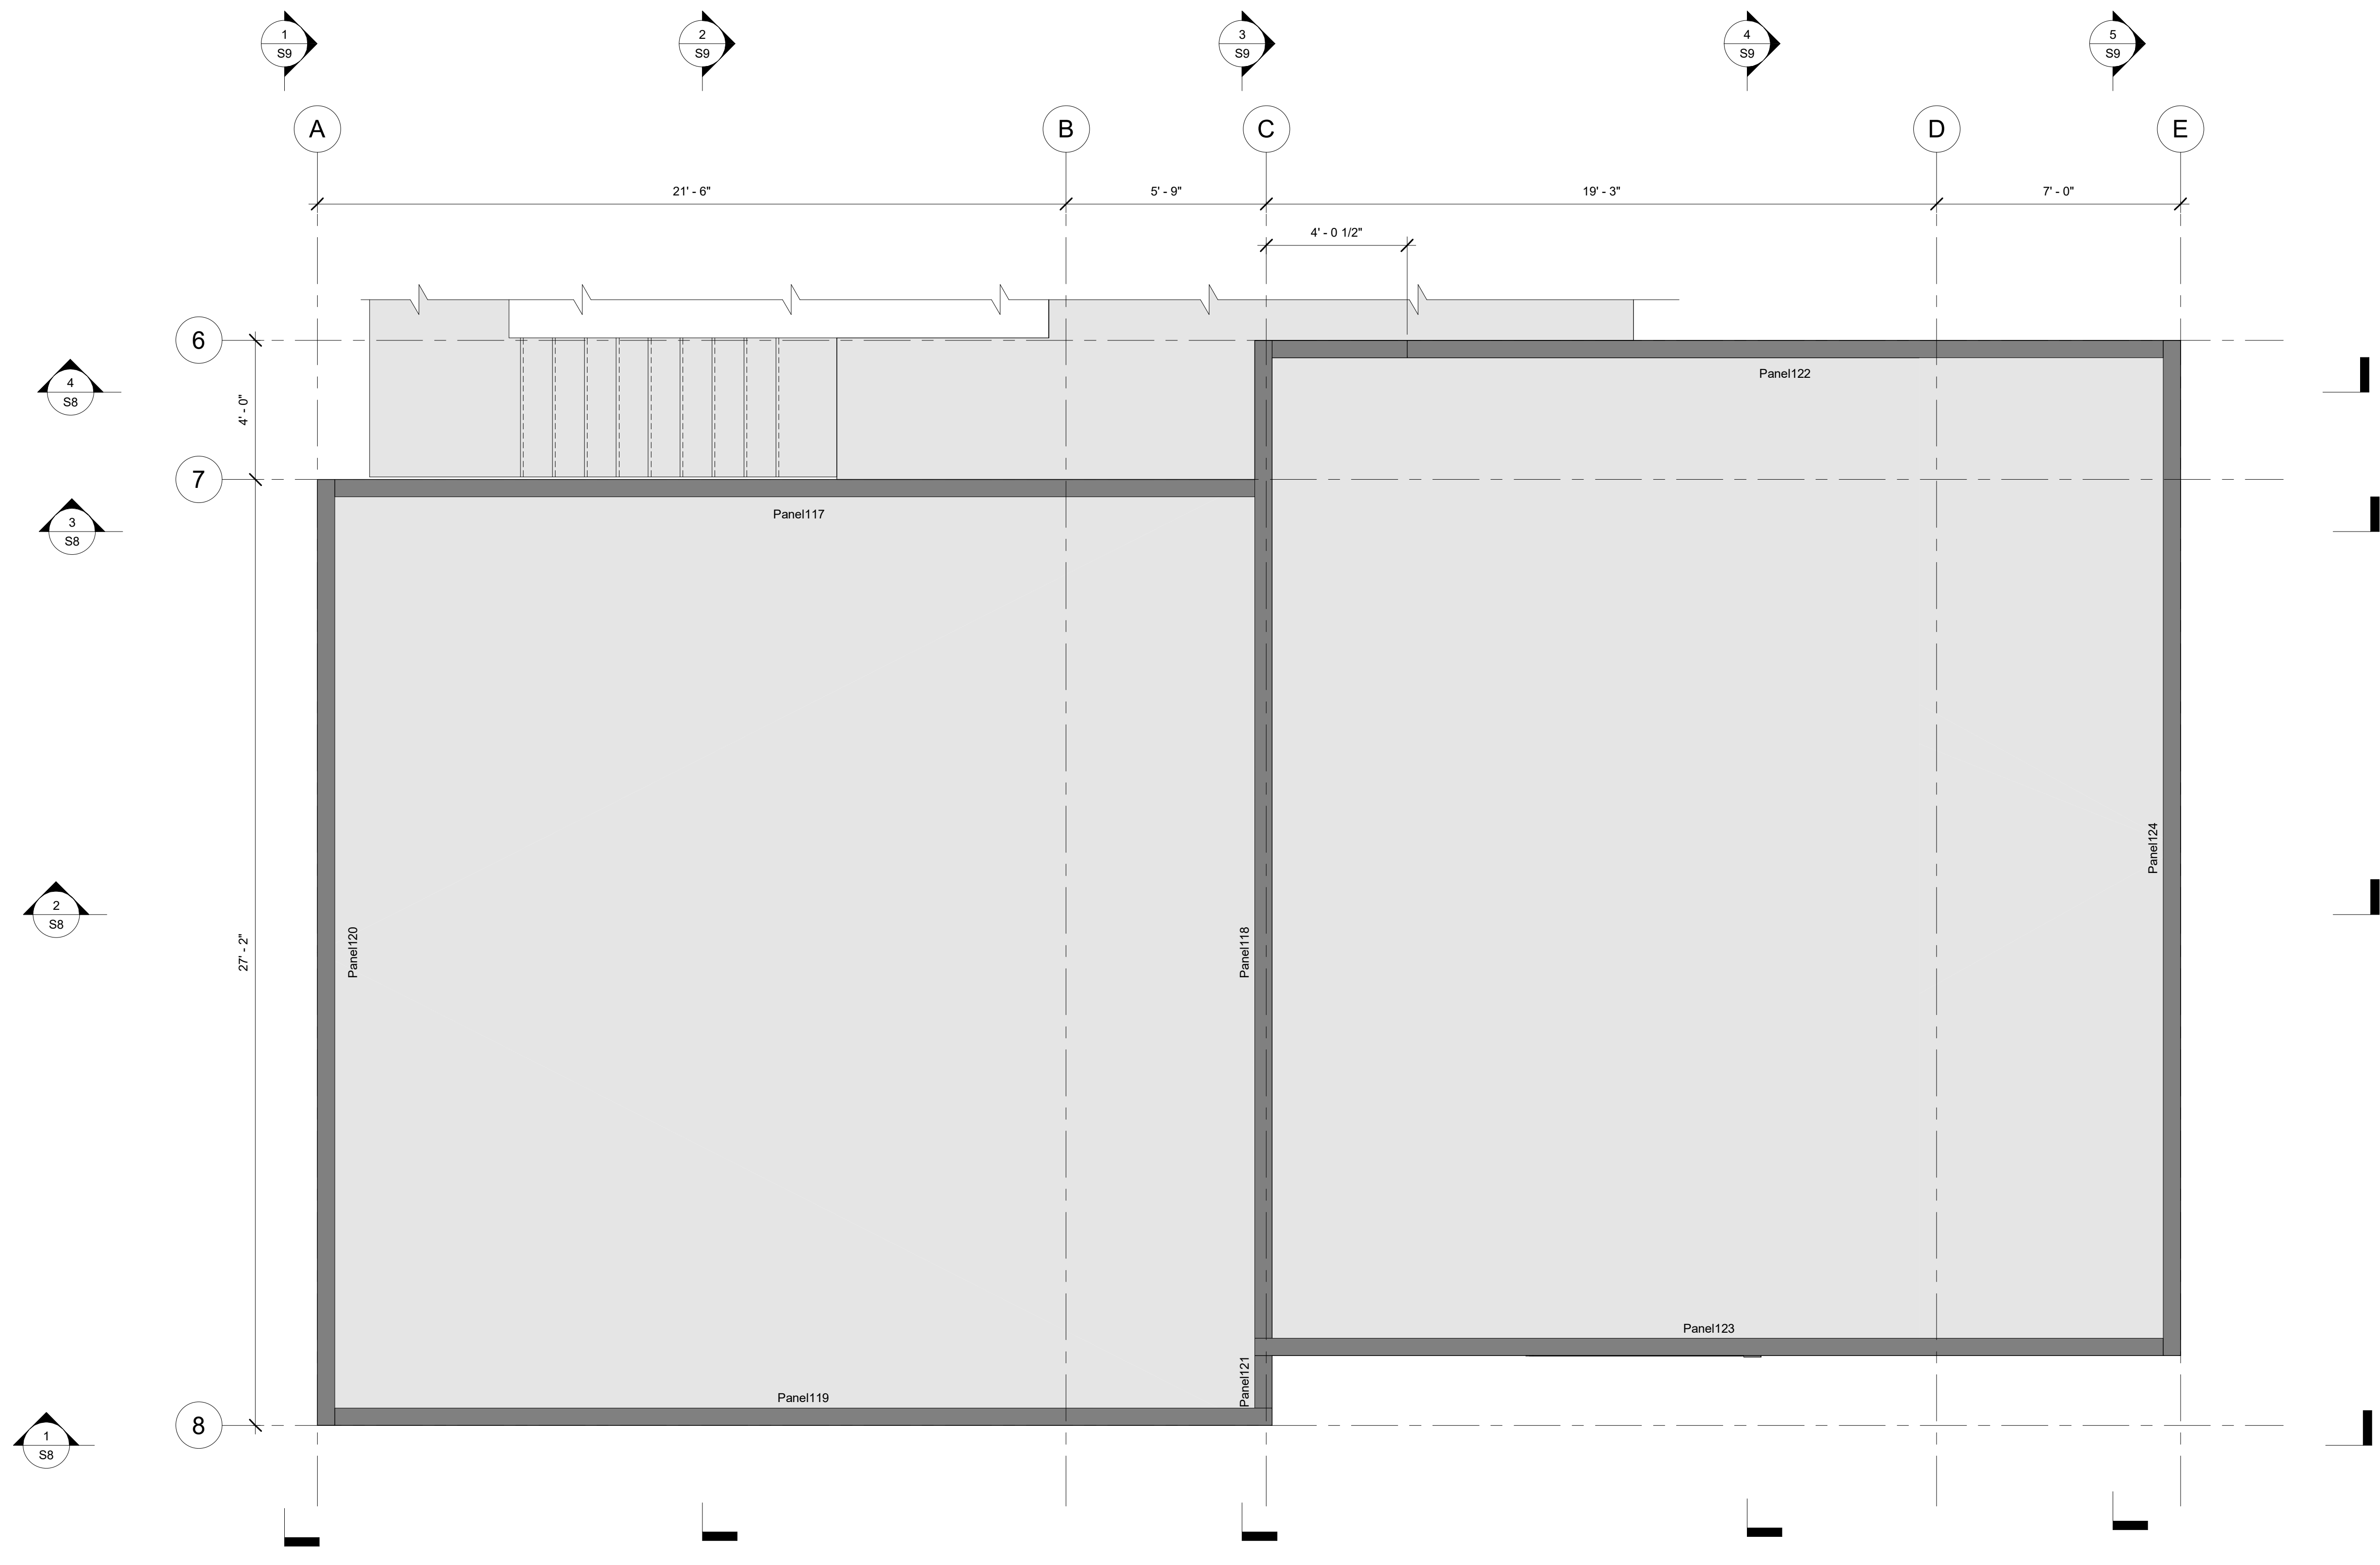 1
S9
2
S9
3
S9
4
S9
5
S9
A
B
C
D
E
21' - 6"
5' - 9"
19' - 3"
7' - 0"
4' - 0 1/2"
6
4
S8
4' - 0"
Panel122
7
3
S8
Panel117
Panel124
2
S8
27' - 2"
Panel120
Panel118
Panel123
Panel121
Panel119
8
1
S8